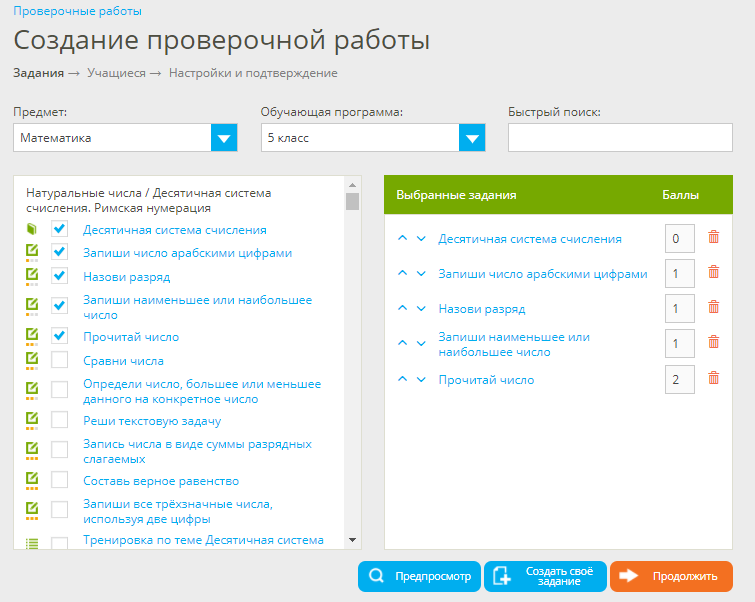 Проверочные работы
Создание проверочной работы
Задания → Учащиеся → Настройки и подтверждение
Предмет:
Математика
Обучающая программа:
5 класс
Быстрый поиск:
Натуральные числа / Десятичная система
счисления. Римская нумерация
Десятичная система счисления
Запиши число арабскими цифрами
Назови разряд
Запиши наименьшее или наибольшее
число
Прочитай число
Сравни числа
Определи число, большее или меньшее
данного на конкретное число
Реши текстовую задачу
Запись числа в виде суммы разрядных
слагаемых
Составь верное равенство
Запиши все трёхзначные числа,
используя две цифры
Тренировка по теме Десятичная система
Выбранные задания Баллы
Десятичная система счисления 0
Запиши число арабскими цифрами 1
Назови разряд 1
Запиши наименьшее или
наибольшее число 1
Прочитай число 2
Предпросмотр
Создать своё
задание
Продолжить